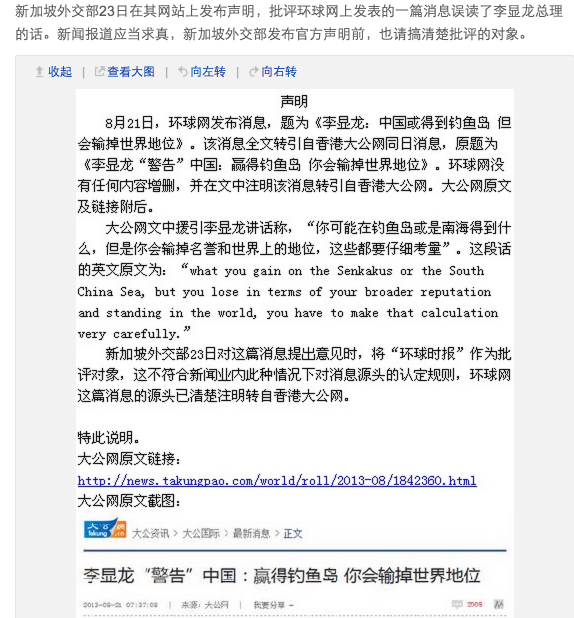 新加坡外交部23日在其网站上发布声明，批评环球网上发表的一篇消息误读了李显龙总理
的话。新闻报道应当求真，新加坡外交部发布官方声明前，也请搞清楚批评的对象。
收起 | 查看大图 | 向左转 | 向右转
声明
8月21日，环球网发布消息，题为《李显龙：中国或得到钓鱼岛 但
会输掉世界地位》。该消息全文转引自香港大公网同日消息，原题为
《李显龙“警告”中国：赢得钓鱼岛 你会输掉世界地位》。环球网没
有任何内容增删，并在文中注明该消息转引自香港大公网。大公网原文
及链接附后。
大公网文中援引李显龙讲话称，“你可能在钓鱼岛或是南海得到什
么，但是你会输掉名誉和世界上的地位，这些都要仔细考量”。这段话
的英文原文为：“what you gain on the Senkakus or the South
China Sea, but you lose in terms of your broader reputation
and standing in the world, you have to make that calculation
very carefully.”
新加坡外交部23日对这篇消息提出意见时，将“环球时报”作为批
评对象，这不符合新闻业内此种情况下对消息源头的认定规则，环球网
这篇消息的源头已清楚注明转自香港大公网。
特此说明。
大公网原文链接：
http://news.takungpao.com/world/roll/2013-08/1842360.html
大公网原文截图：
大公网 Takung 大公资讯 > 大公国际 > 最新消息 > 正文
李显龙“警告”中国：赢得钓鱼岛 你会输掉世界地位
| 来源：大公网 | 我要分享